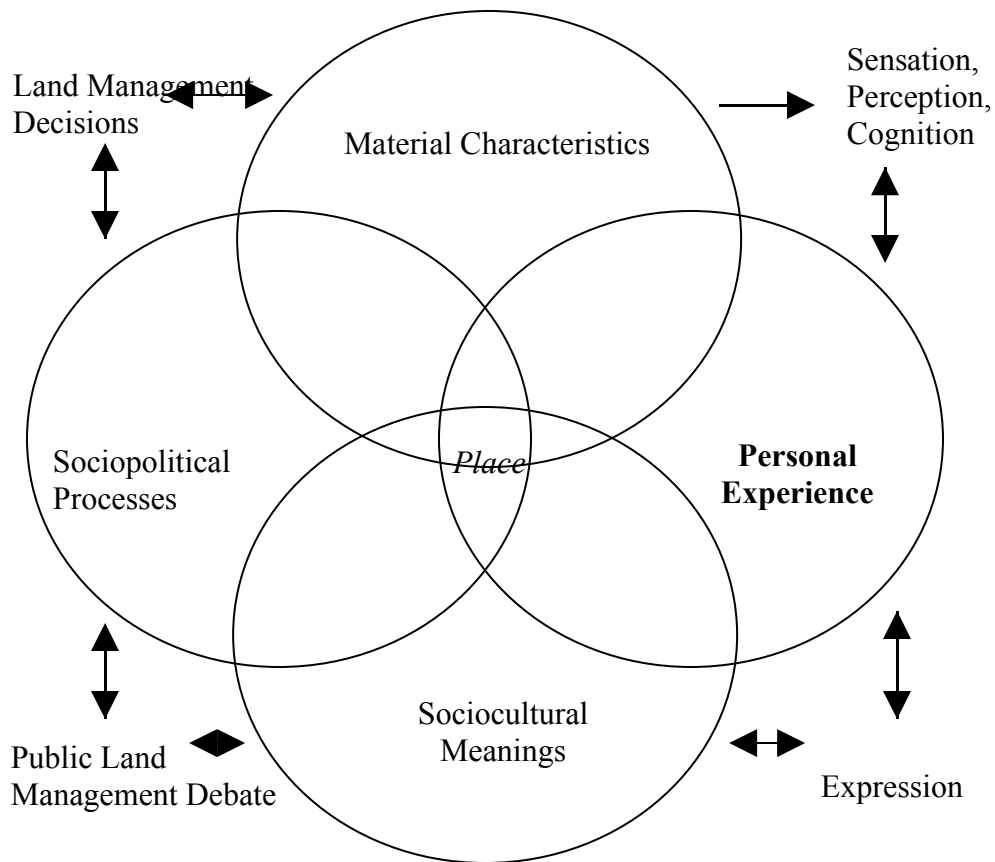 Land Management
Decisions
Material Characteristics
Sensation,
Perception,
Cognition
Sociopolitical
Processes
Place
Personal
Experience
Public Land
Management Debate
Sociocultural
Meanings
Expression